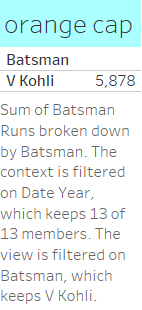 orange cap
Batsman
V Kohli 5,878
Sum of Batsman
Runs broken down
by Batsman. The
context is filtered
on Date Year,
which keeps 13 of
13 members. The
view is filtered on
Batsman, which
keeps V Kohli.